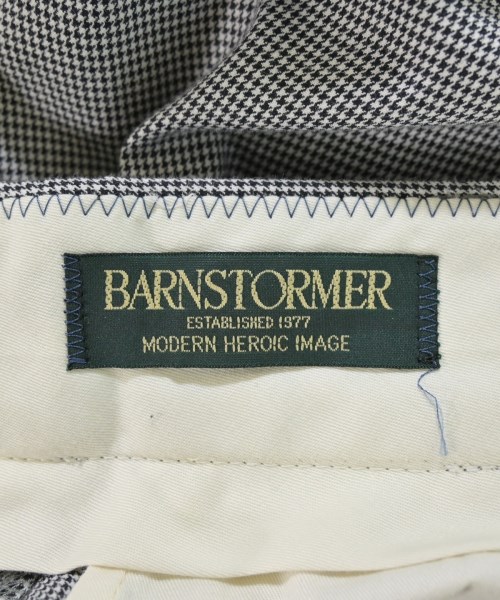 BARNSTORMER
ESTABLISHED 1977
MODERN HEROIC IMAGE